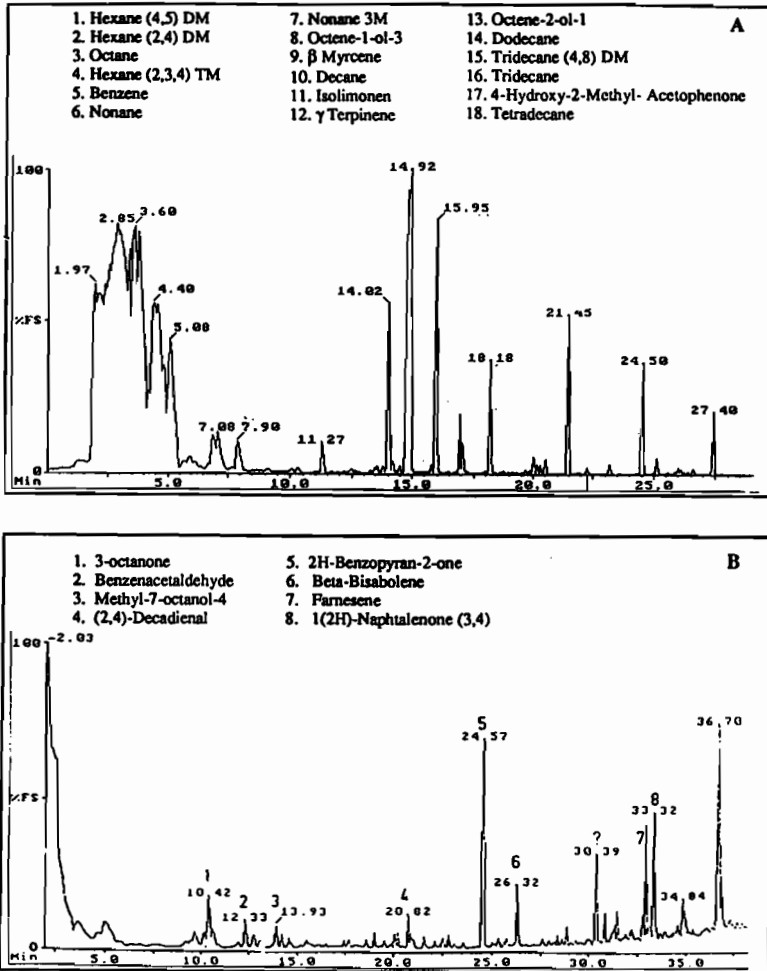 A
1. Hexane (4,5) DM
2. Hexane (2,4) DM
3. Octane
4. Hexane (2,3,4) TM
5. Benzene
6. Nonane
7. Nonane 3M
8. Octene-1-ol-3
9. β Myrcene
10. Decane
11. Isolimonen
12. γ Terpinene
13. Octene-2-ol-1
14. Dodecane
15. Tridecane (4,8) DM
16. Tridecane
17. 4-Hydroxy-2-Methyl- Acetophenone
18. Tetradecane
100
%FS
0
Min
1.97
2.85
3.60
4.40
5.08
7.08
7.90
11 27
14.02
14.92
15.95
18 18
21 45
24 50
27 40
5.0
10.0
15.0
20.0
25.0
B
1. 3-octanone
2. Benzenacetaldehyde
3. Methyl-7-octanol-4
4. (2,4)-Decadienal
5. 2H-Benzopyran-2-one
6. Beta-Bisabolene
7. Farnesene
8. 1(2H)-Naphtalenone (3,4)
100
%FS
0
Min
2.03
1
10 42
2
12 33
3
13.93
4
20 82
5
24 57
6
26 32
?
30 39
7
33 32
8
34 84
36 70
5.0
10.0
15.0
20.0
25.0
30.0
35.0